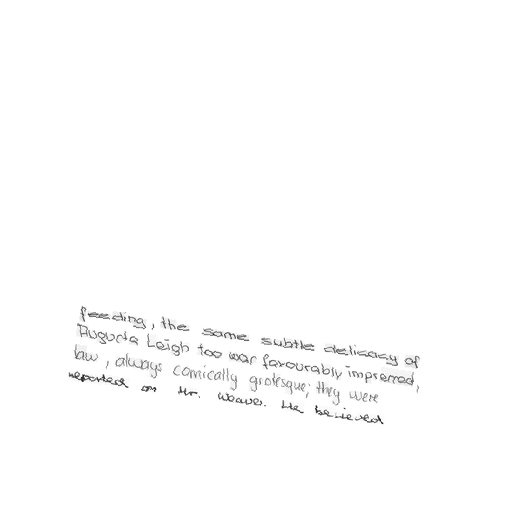 feeding, the same subtle delicacy of
Augusta Leigh too was favourably impressed,
law, always comically grotesque; they were
reported on Mr. Weaver. He believed